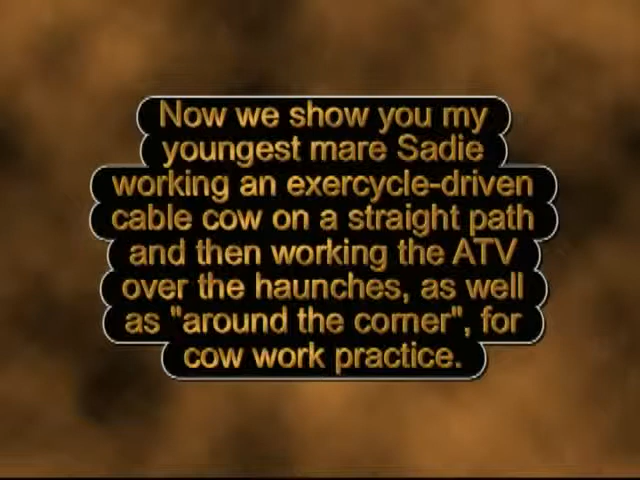 Now we show you my
youngest mare Sadie
working an exercycle-driven
cable cow on a straight path
and then working the ATV
over the haunches, as well
as "around the corner", for
cow work practice.